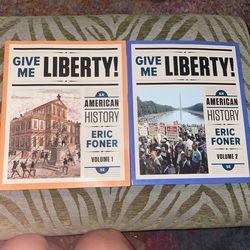 GIVE
ME LIBERTY!
AN
AMERICAN
HISTORY
ERIC
FONER
VOLUME 1
GIVE
ME LIBERTY!
AN
AMERICAN
HISTORY
ERIC
FONER
VOLUME 2